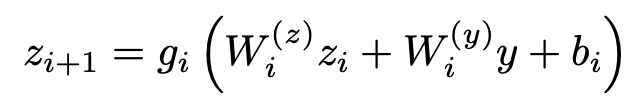 z_{i+1} = g_i \left( W_i^{(z)} z_i + W_i^{(y)} y + b_i \right)